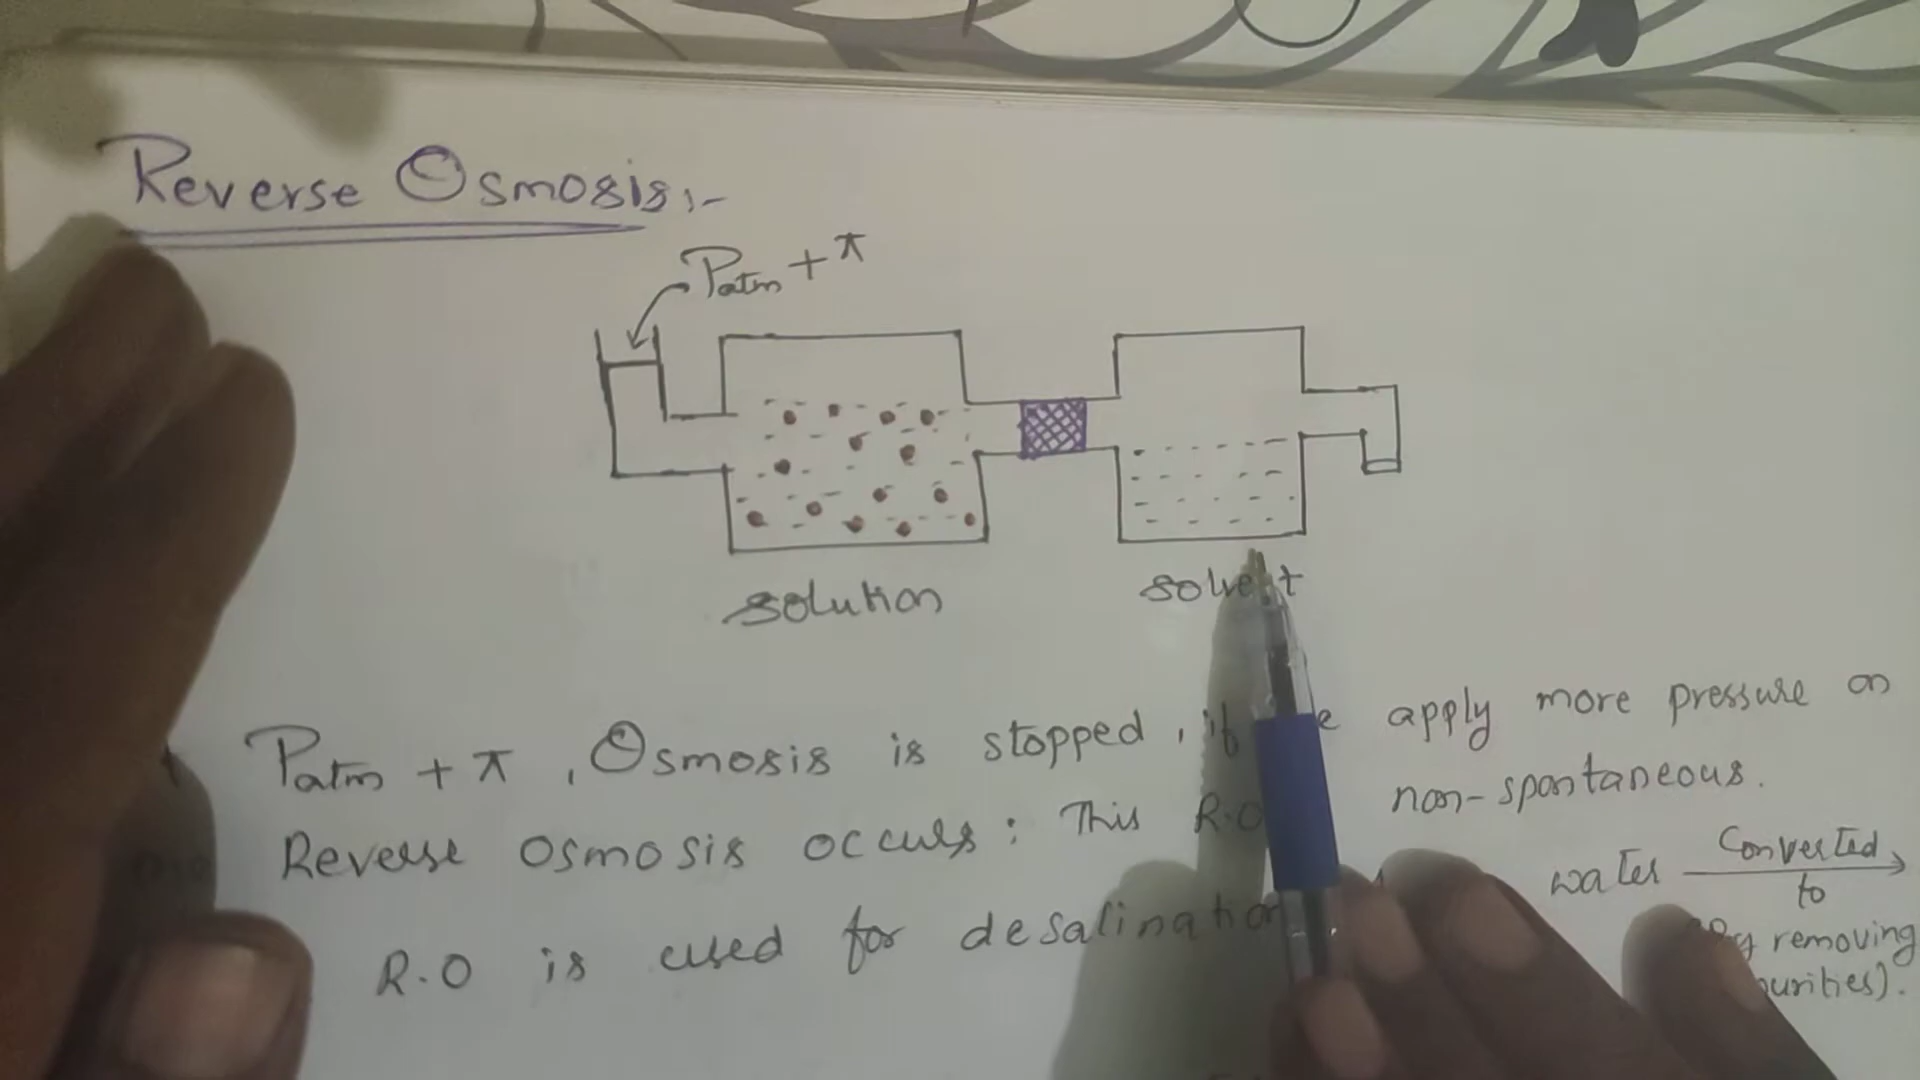 Reverse Osmosis :-
Patm + π
solution
solvent
Patm + π , Osmosis is stopped , if apply more pressure on
Reverse osmosis occurs : This R.O non-spontaneous.
water Converted to
R.O is used for desalination
By removing